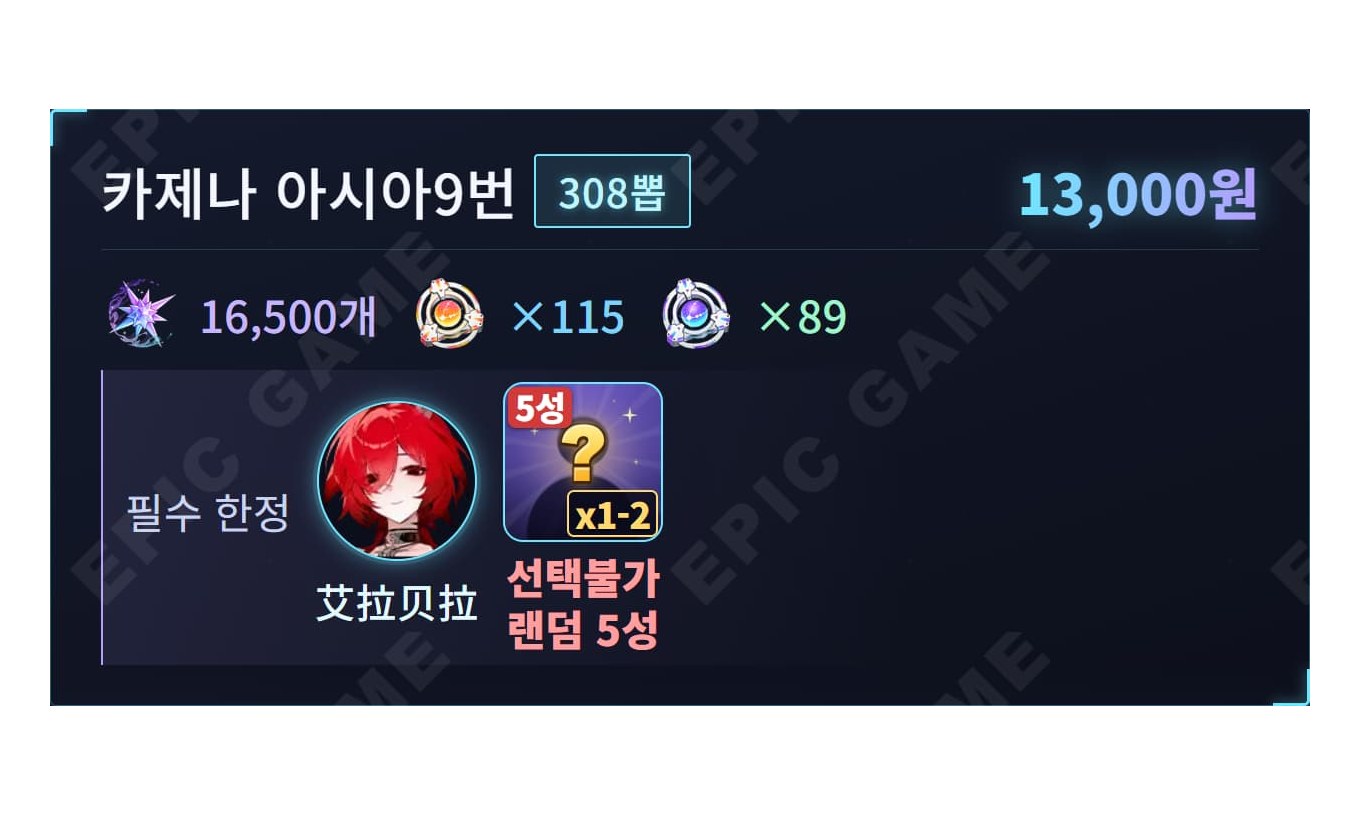 카제나 아시아9번 308뽑 13,000원
16,500개 ×115 ×89
5성
?
x1-2
필수 한정
艾拉贝拉
선택불가
랜덤 5성
EPIC GAME
EPIC GAME